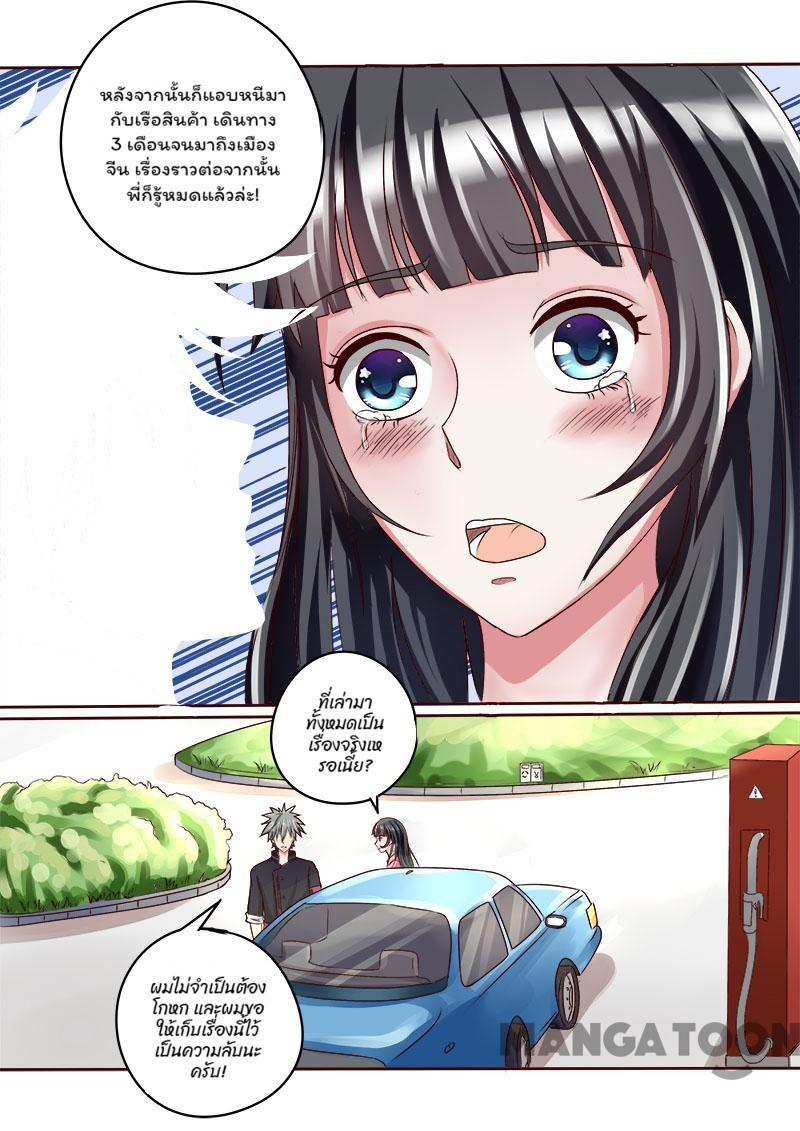 หลังจากนั้นก็แอบหนีมา
กับเรือสินค้า เดินทาง
3 เดือนจนมาถึงเมือง
จีน เรื่องราวต่อจากนั้น
พี่ก็รู้หมดแล้วล่ะ!
ที่เล่ามา
ทั้งหมดเป็น
เรื่องจริงเห
รอเนี้ย?
ผมไม่จำเป็นต้อง
โกหก และผมขอ
ให้เก็บเรื่องนี้ไว้
เป็นความลับนะ
ครับ!
MANGA TOON